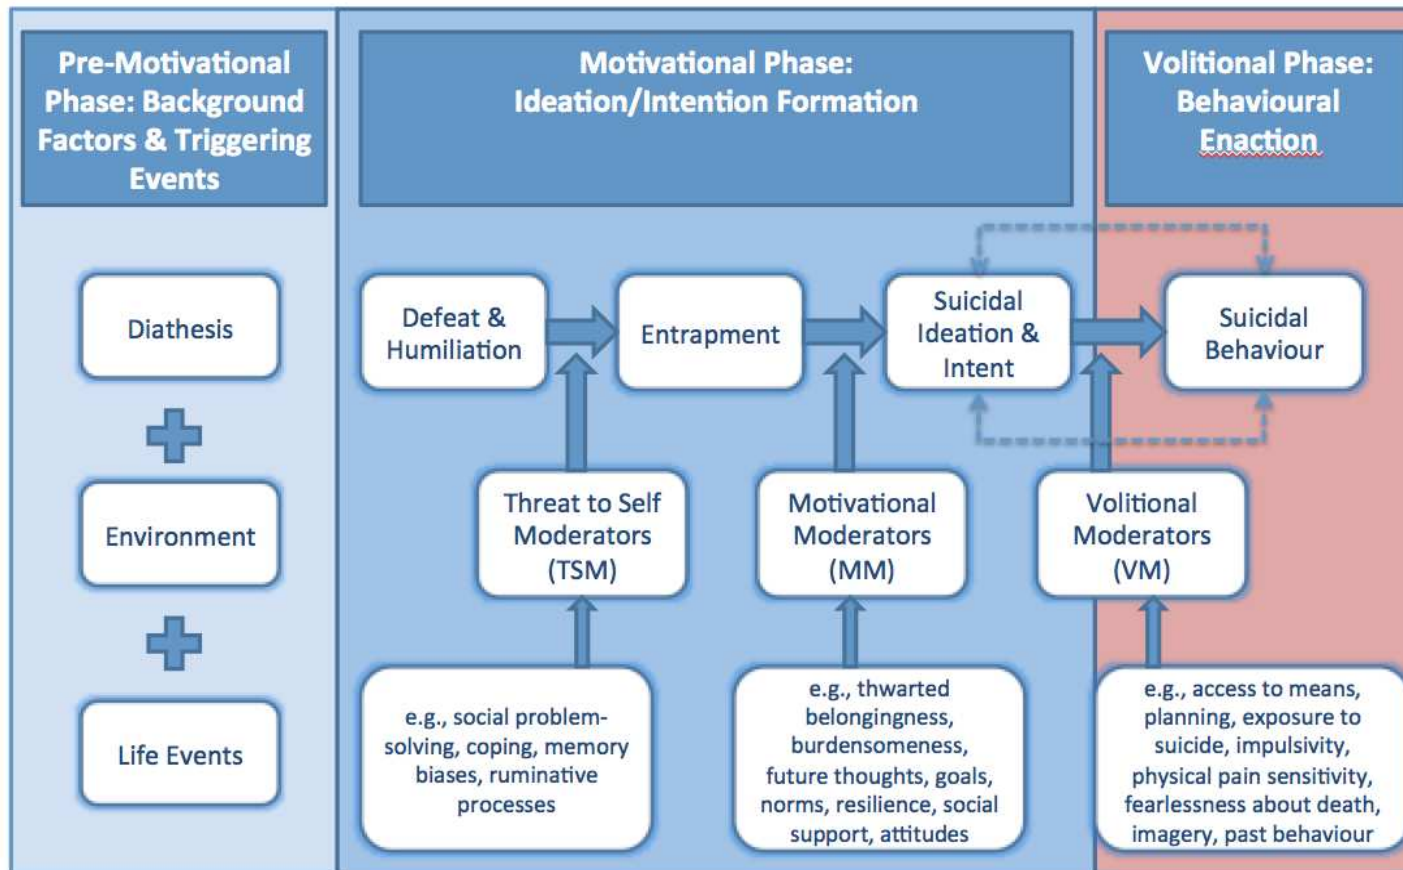 Pre-Motivational
Phase: Background
Factors & Triggering
Events
Motivational Phase:
Ideation/Intention Formation
Volitional Phase:
Behavioural
Enaction
Diathesis
Environment
Life Events
Defeat &
Humiliation
Entrapment
Suicidal
Ideation &
Intent
Suicidal
Behaviour
Threat to Self
Moderators
(TSM)
Motivational
Moderators
(MM)
Volitional
Moderators
(VM)
e.g., social problem-
solving, coping, memory
biases, ruminative
processes
e.g., thwarted
belongingness,
burdensomeness,
future thoughts, goals,
norms, resilience, social
support, attitudes
e.g., access to means,
planning, exposure to
suicide, impulsivity,
physical pain sensitivity,
fearlessness about death,
imagery, past behaviour